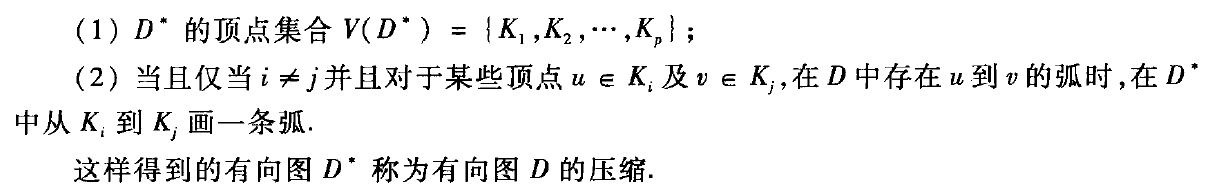 (1) D* 的顶点集合 V(D*) = {K₁,K₂,…,Kₚ};
(2) 当且仅当 i ≠ j 并且对于某些顶点 u ∈ Kᵢ 及 v ∈ Kⱼ,在 D 中存在 u 到 v 的弧时,在 D*
中从 Kᵢ 到 Kⱼ 画一条弧.
这样得到的有向图 D* 称为有向图 D 的压缩.